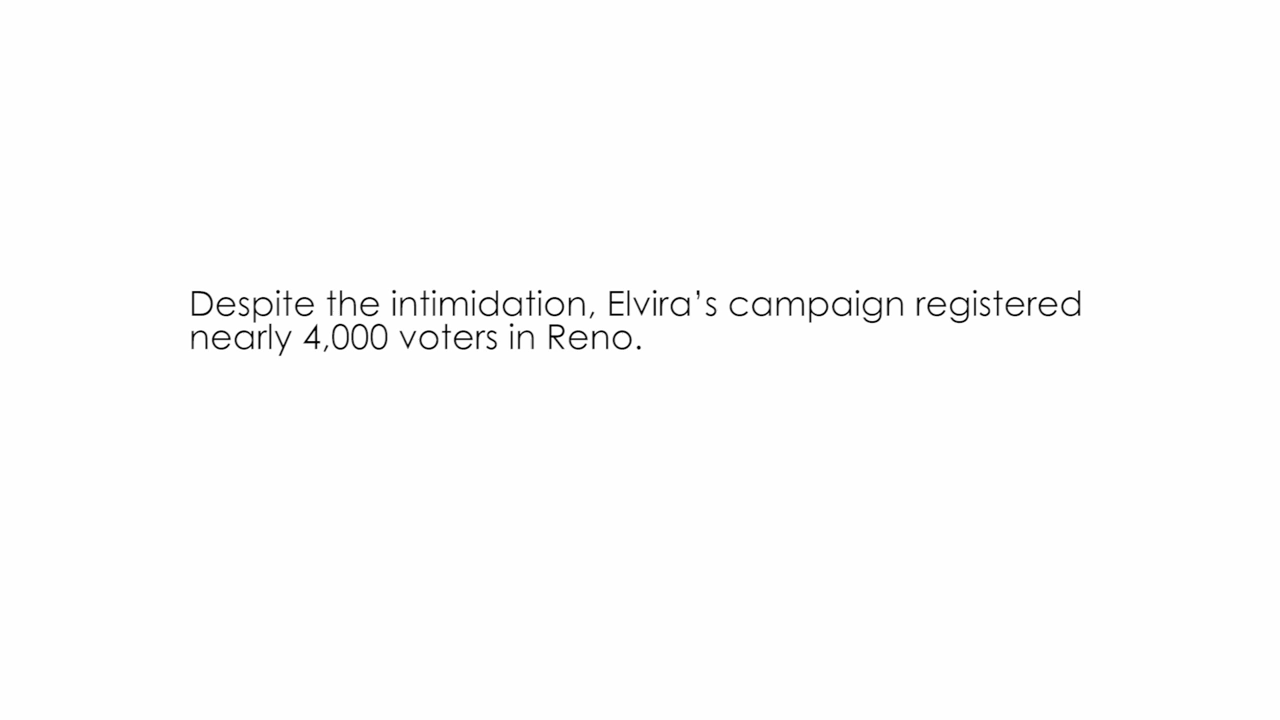 Despite the intimidation, Elvira’s campaign registered
nearly 4,000 voters in Reno.